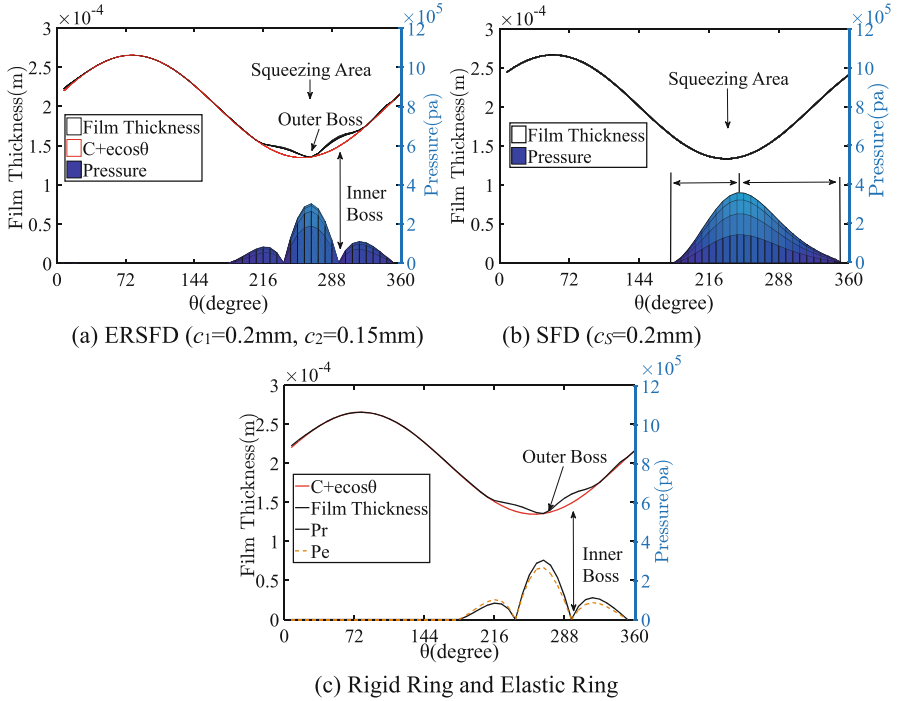 ×10⁻⁴
×10⁵
3
2.5
2
1.5
1
0.5
0
Film Thickness(m)
12
10
8
6
4
2
0
Pressure(pa)
Squeezing Area
Outer Boss
Inner
Boss
Film Thickness
C+ecosθ
Pressure
0 72 144 216 288 360
θ(degree)
(a) ERSFD (c₁=0.2mm, c₂=0.15mm)
×10⁻⁴
×10⁵
3
2.5
2
1.5
1
0.5
0
Film Thickness(m)
12
10
8
6
4
2
0
Pressure(pa)
Squeezing Area
Film Thickness
Pressure
0 72 144 216 288 360
θ(degree)
(b) SFD (cₛ=0.2mm)
×10⁻⁴
×10⁵
3
2.5
2
1.5
1
0.5
0
Film Thickness(m)
12
10
8
6
4
2
0
Pressure(pa)
Outer Boss
C+ecosθ
Film Thickness
Pr
Pe
Inner
Boss
0 72 144 216 288 360
θ(degree)
(c) Rigid Ring and Elastic Ring